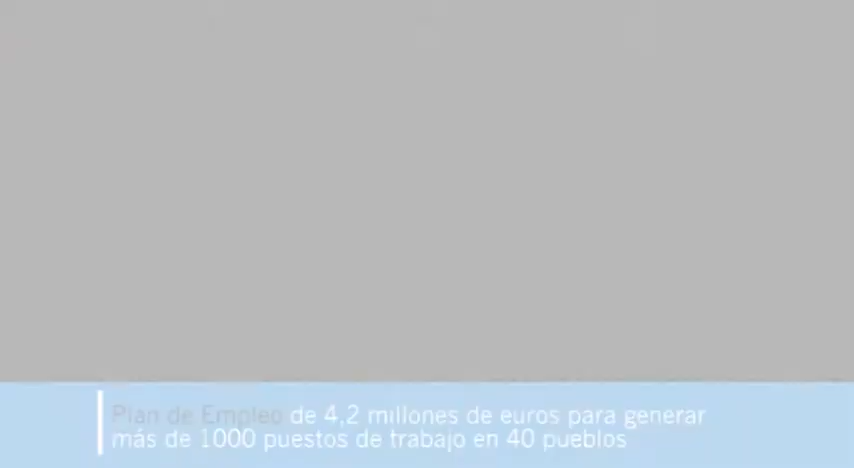 Plan de Empleo de 4,2 millones de euros para generar
más de 1000 puestos de trabajo en 40 pueblos